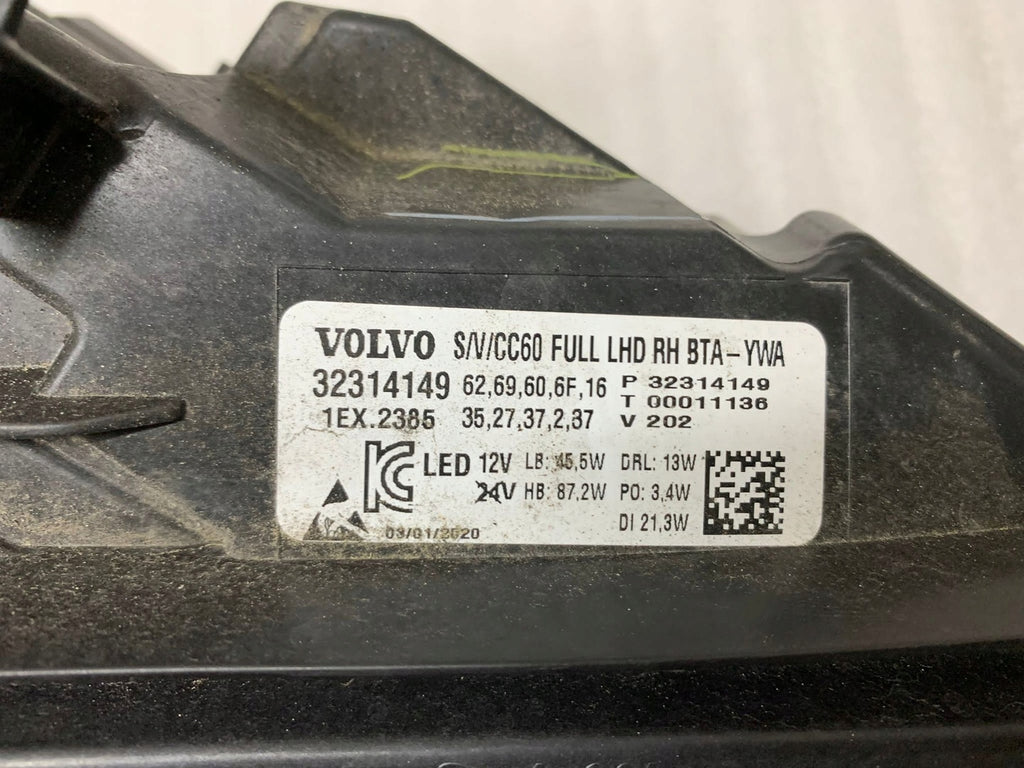 VOLVO S/V/CC60 FULL LHD RH BTA-YWA
32314149 62,69,60,6F,16 P 32314149
T 00011136
1EX.2385 35,27,37,2,37 V 202
KC LED 12V LB: 45,5W DRL: 13W
24V HB: 87,2W PO: 3,4W
DI 21,3W
03/01/2020